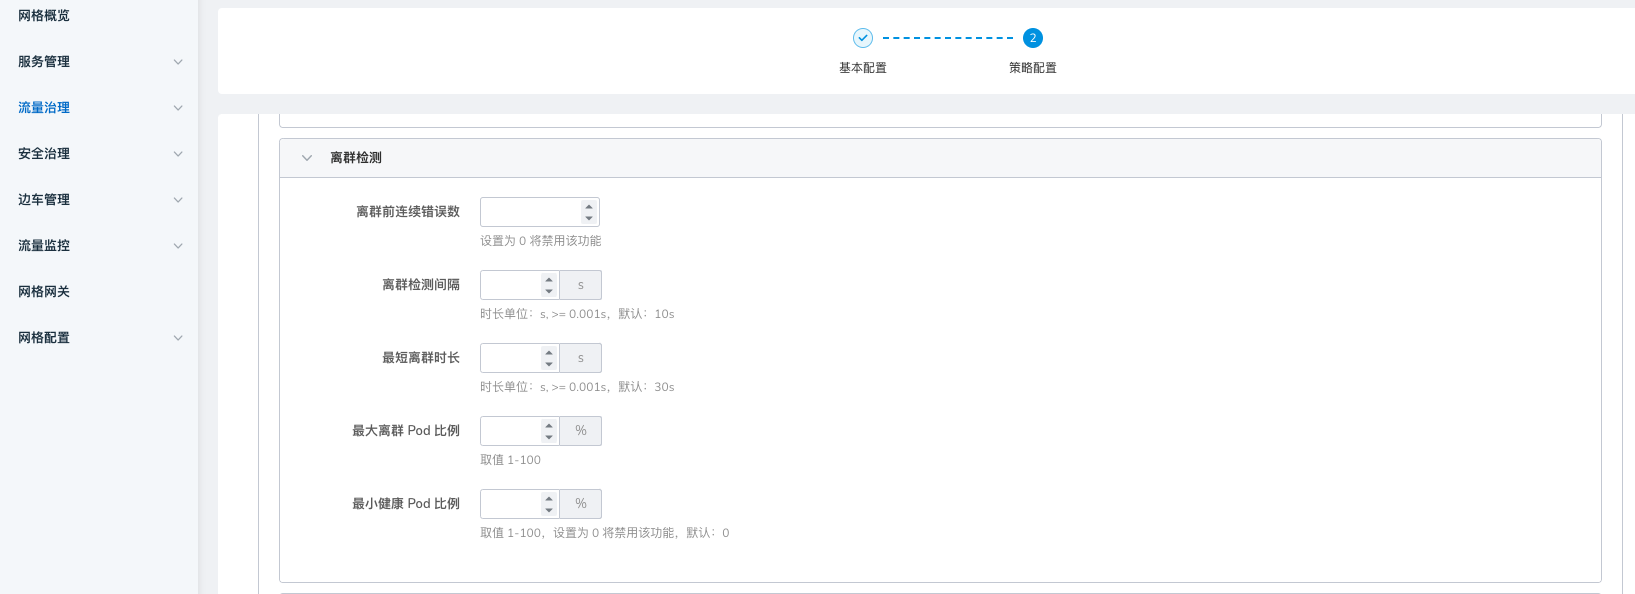 网格概览
服务管理
流量治理
安全治理
边车管理
流量监控
网格网关
网格配置
2
基本配置
策略配置
离群检测
离群前连续错误数
设置为 0 将禁用该功能
离群检测间隔
s
时长单位：s, >= 0.001s，默认：10s
最短离群时长
s
时长单位：s, >= 0.001s，默认：30s
最大离群 Pod 比例
%
取值 1-100
最小健康 Pod 比例
%
取值 1-100，设置为 0 将禁用该功能，默认：0